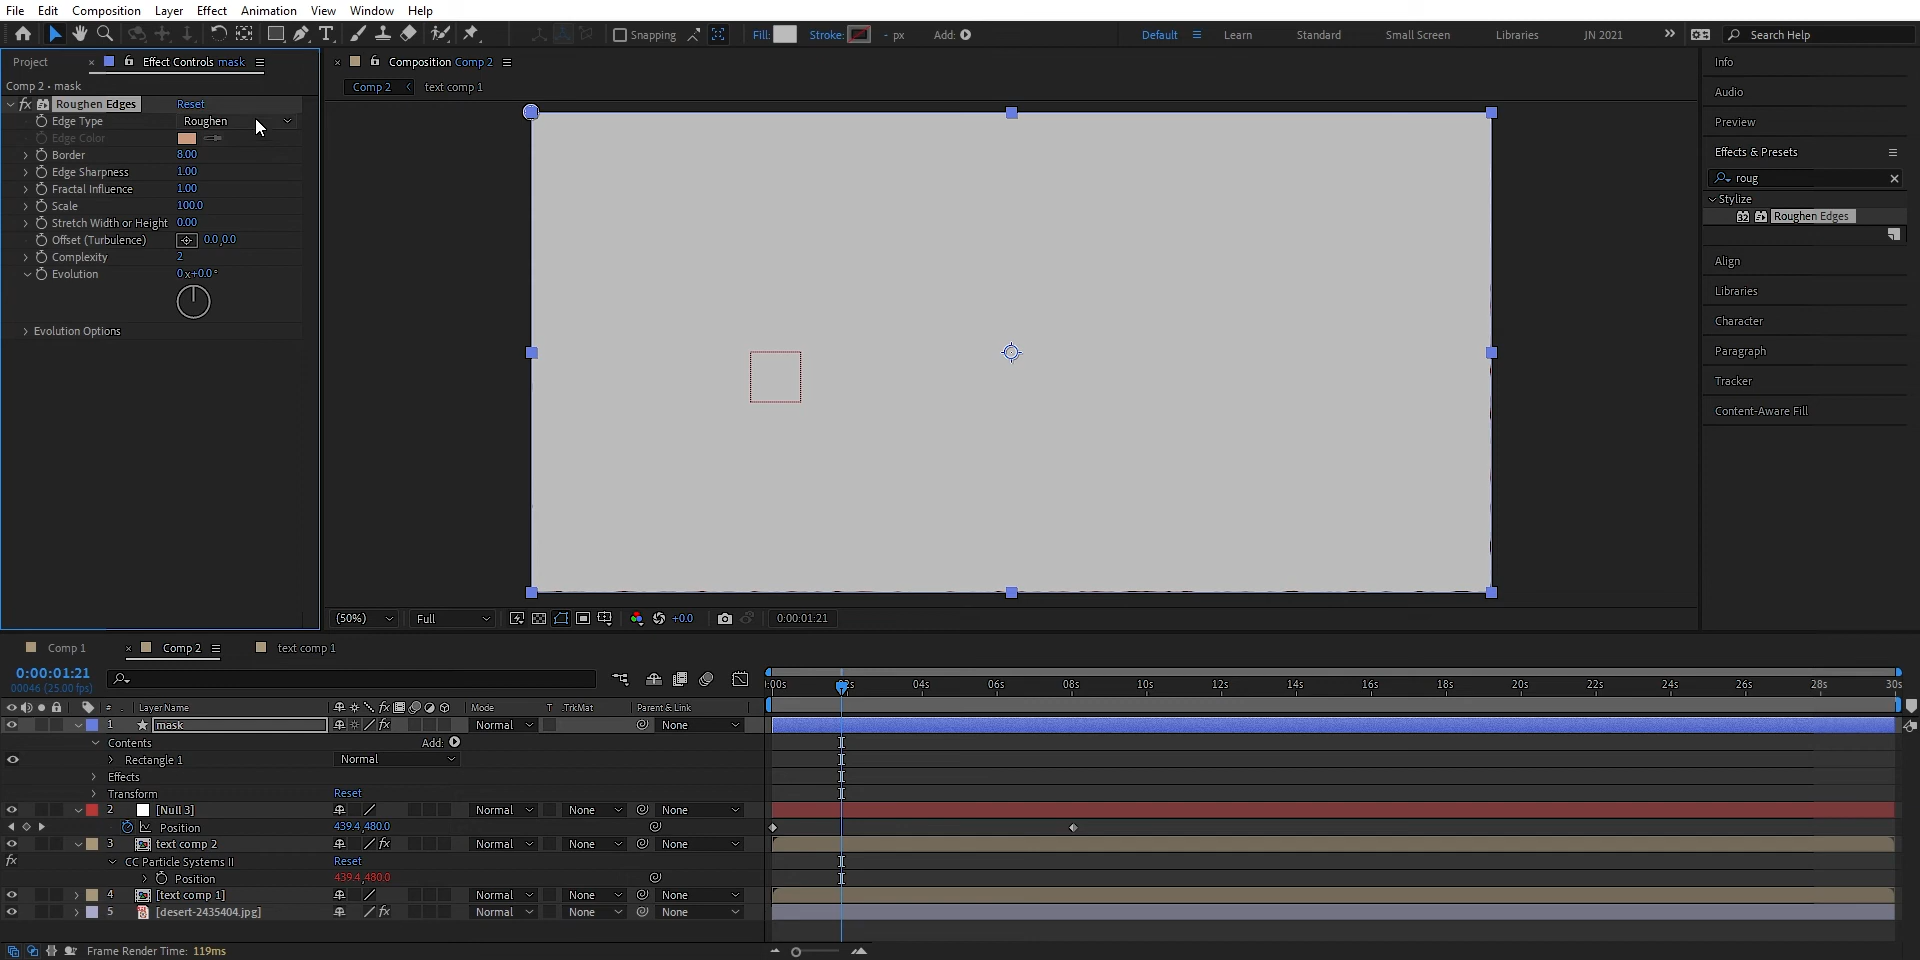 File Edit Composition Layer Effect Animation View Window Help
Snapping Fill: Stroke: - px Add: Default Learn Standard Small Screen Libraries JN 2021 Search Help
Project × Effect Controls mask
Comp 2 • mask
fx Roughen Edges Reset
Edge Type Roughen
Edge Color
Border 8.00
Edge Sharpness 1.00
Fractal Influence 1.00
Scale 100.0
Stretch Width or Height 0.00
Offset (Turbulence) 0.0,0.0
Complexity 2
Evolution 0x+0.0°
Evolution Options
× Composition Comp 2
Comp 2 text comp 1
(50%) Full +0.0 0:00:01:21
Info
Audio
Preview
Effects & Presets
roug
Stylize
32 Roughen Edges
Align
Libraries
Character
Paragraph
Tracker
Content-Aware Fill
Comp 1 × Comp 2 text comp 1
0:00:01:21
00046 (25.00 fps)
:00s 04s 06s 08s 10s 12s 14s 16s 18s 20s 22s 24s 26s 28s 30s
# Layer Name fx Mode T .TrkMat Parent & Link
1 mask fx Normal None
Contents Add:
Rectangle 1 Normal
Effects
Transform Reset
2 [Null 3] Normal None None
Position 439.4,480.0
3 text comp 2 fx Normal None None
fx CC Particle Systems II Reset
Position 439.4,480.0
4 [text comp 1] Normal None None
5 [desert-2435404.jpg] fx Normal None None
Frame Render Time: 119ms